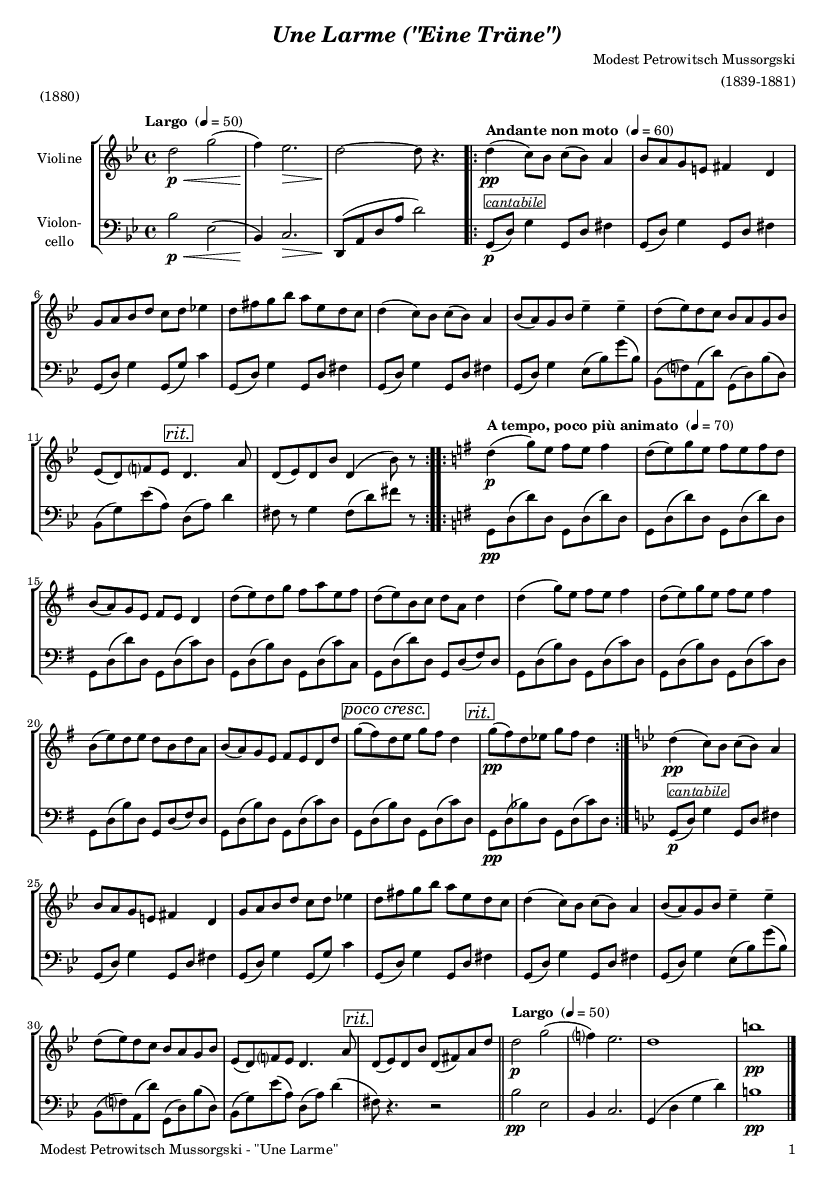 Une Larme ("Eine Träne")
Modest Petrowitsch Mussorgski
(1839-1881)
(1880)
Largo (♩ = 50)
Andante non moto (♩ = 60)
Violine
p
pp
cantabile
Violon-
cello
p
p
6
11
rit.
A tempo, poco più animato (♩ = 70)
p
pp
15
20
poco cresc.
rit.
pp
pp
cantabile
pp
p
25
30
rit.
Largo (♩ = 50)
p
pp
pp
pp
Modest Petrowitsch Mussorgski - "Une Larme"
1